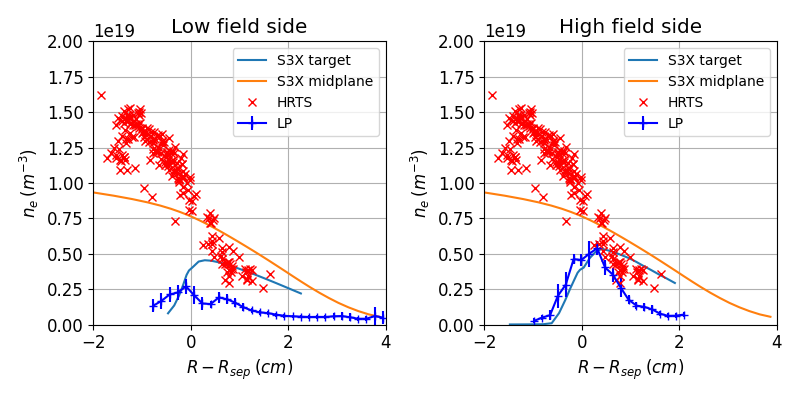 Low field side
1e19
2.00
1.75
1.50
1.25
1.00
0.75
0.50
0.25
0.00
−2
0
2
4
n_e (m^{-3})
R − R_{sep} (cm)
S3X target
S3X midplane
HRTS
LP
High field side
1e19
2.00
1.75
1.50
1.25
1.00
0.75
0.50
0.25
0.00
−2
0
2
4
n_e (m^{-3})
R − R_{sep} (cm)
S3X target
S3X midplane
HRTS
LP